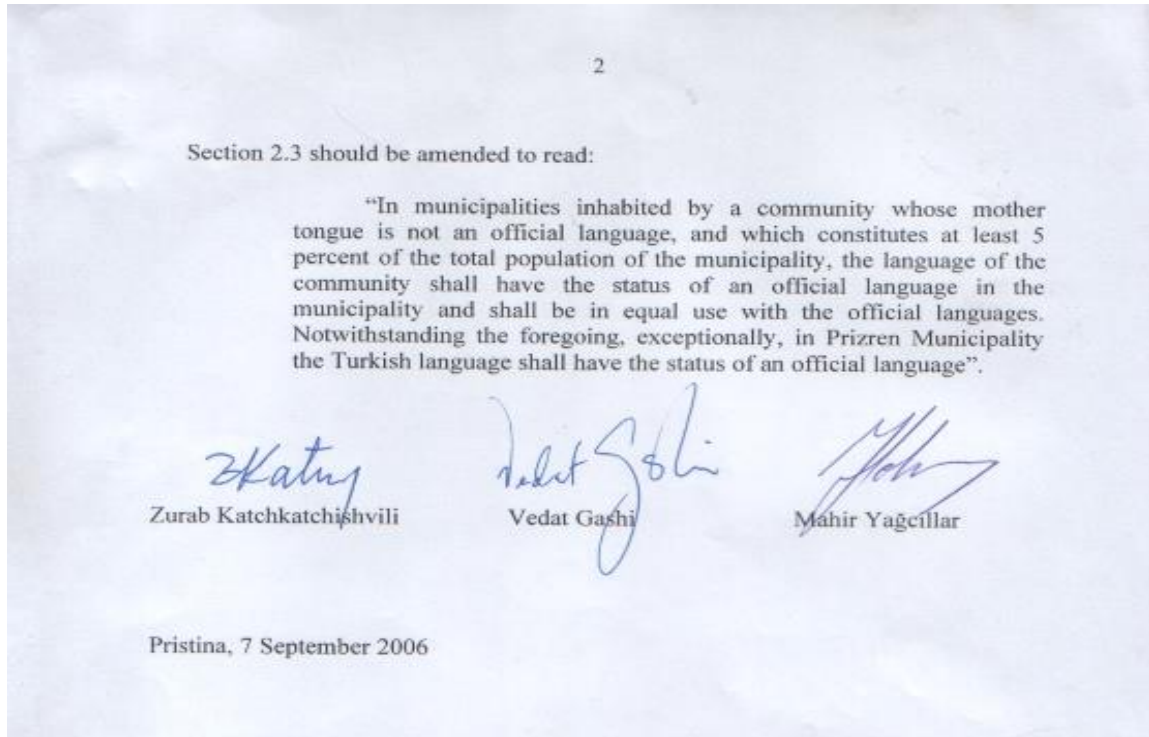 2
Section 2.3 should be amended to read:
“In municipalities inhabited by a community whose mother
tongue is not an official language, and which constitutes at least 5
percent of the total population of the municipality, the language of the
community shall have the status of an official language in the
municipality and shall be in equal use with the official languages.
Notwithstanding the foregoing, exceptionally, in Prizren Municipality
the Turkish language shall have the status of an official language”.
Vedat Gashi
Zurab Katchkatchishvili Vedat Gashi Mahir Yağcıllar
Pristina, 7 September 2006